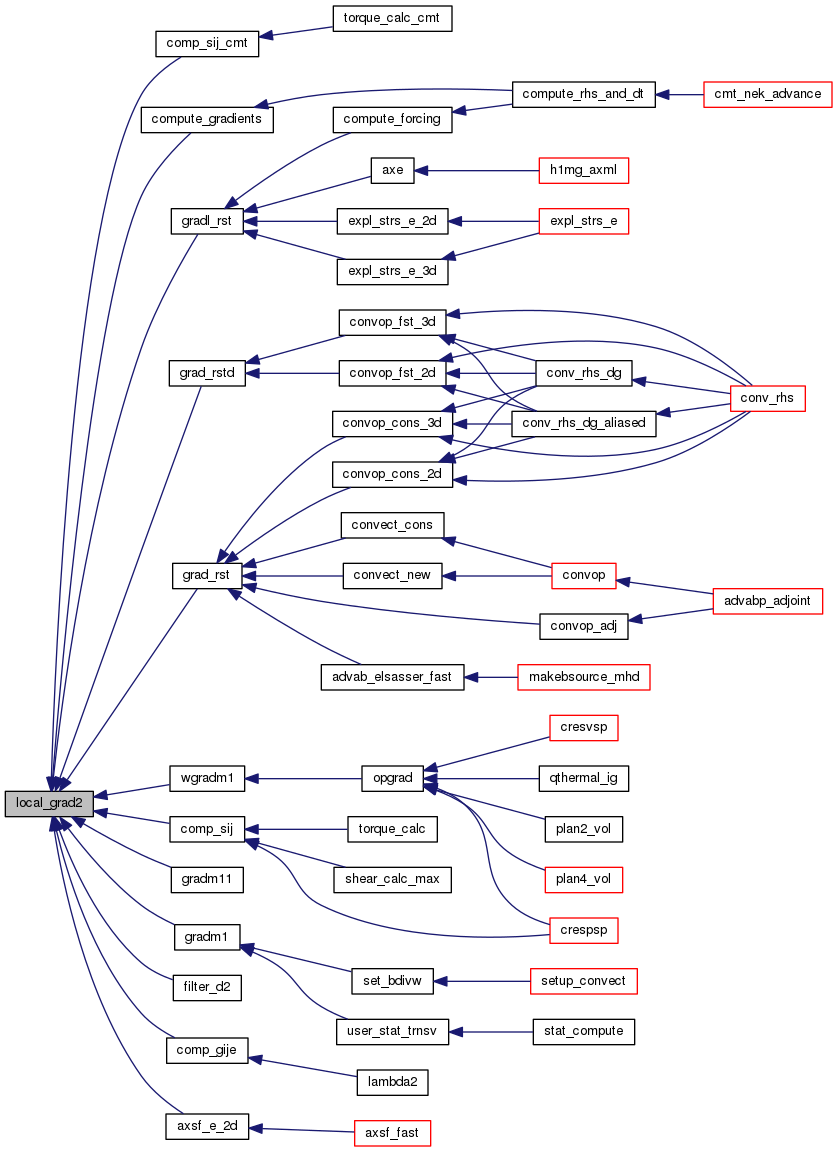 torque_calc_cmt
comp_sij_cmt
compute_rhs_and_dt
cmt_nek_advance
compute_gradients
compute_forcing
axe
h1mg_axml
gradl_rst
expl_strs_e_2d
expl_strs_e
expl_strs_e_3d
convop_fst_3d
grad_rstd
convop_fst_2d
conv_rhs_dg
conv_rhs
convop_cons_3d
conv_rhs_dg_aliased
convop_cons_2d
convect_cons
grad_rst
convect_new
convop
advabp_adjoint
convop_adj
advab_elsasser_fast
makebsource_mhd
cresvsp
wgradm1
opgrad
qthermal_ig
local_grad2
comp_sij
torque_calc
plan2_vol
gradm11
shear_calc_max
plan4_vol
gradm1
crespsp
filter_d2
set_bdivw
setup_convect
user_stat_trnsv
stat_compute
comp_gije
lambda2
axsf_e_2d
axsf_fast